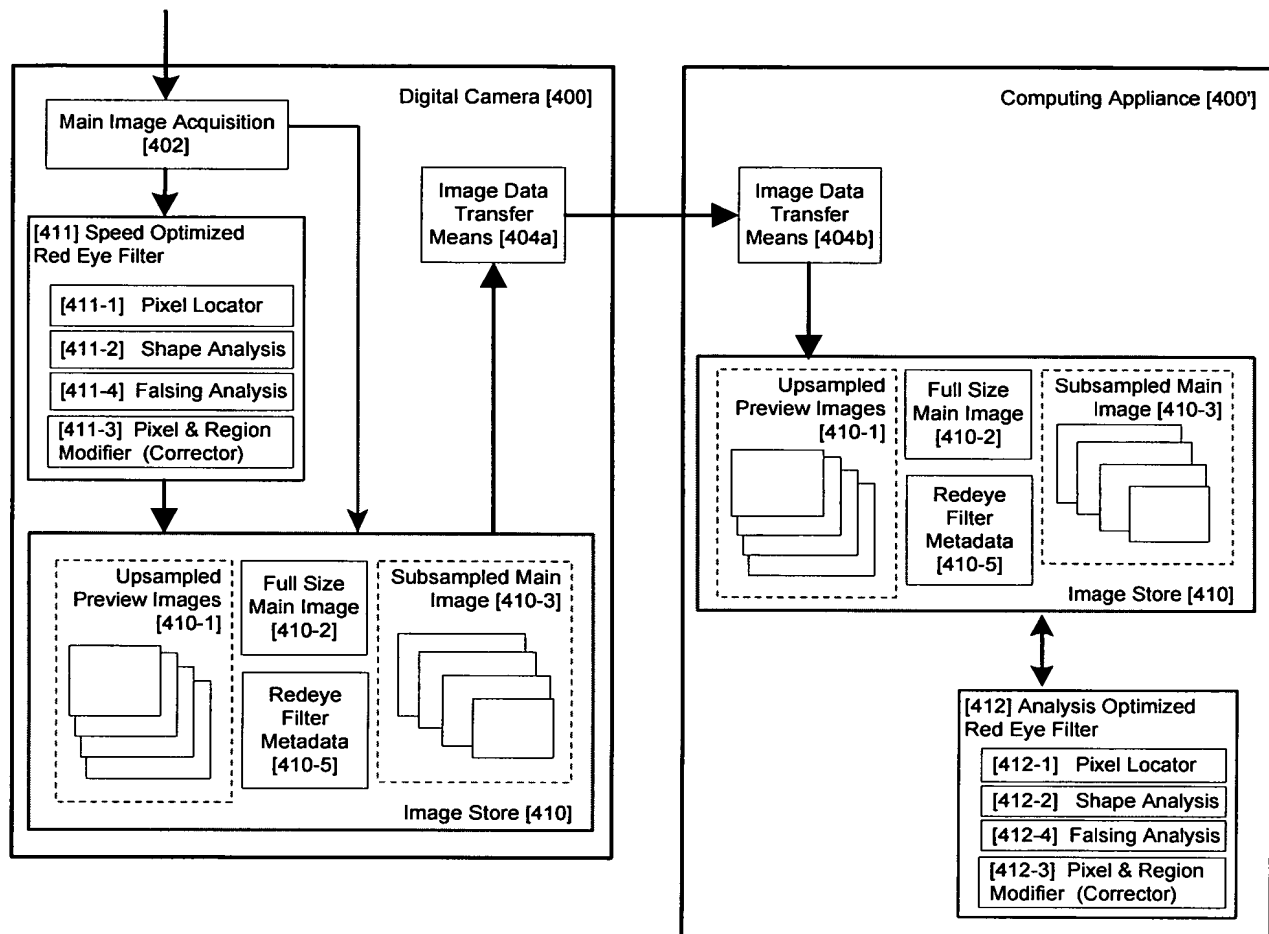 Digital Camera [400]
Main Image Acquisition
[402]
[411] Speed Optimized
Red Eye Filter
[411-1] Pixel Locator
[411-2] Shape Analysis
[411-4] Falsing Analysis
[411-3] Pixel & Region
Modifier (Corrector)
Image Data
Transfer
Means [404a]
Upsampled
Preview Images
[410-1]
Full Size
Main Image
[410-2]
Redeye
Filter
Metadata
[410-5]
Subsampled Main
Image [410-3]
Image Store [410]
Computing Appliance [400']
Image Data
Transfer
Means [404b]
Upsampled
Preview Images
[410-1]
Full Size
Main Image
[410-2]
Redeye
Filter
Metadata
[410-5]
Subsampled Main
Image [410-3]
Image Store [410]
[412] Analysis Optimized
Red Eye Filter
[412-1] Pixel Locator
[412-2] Shape Analysis
[412-4] Falsing Analysis
[412-3] Pixel & Region
Modifier (Corrector)